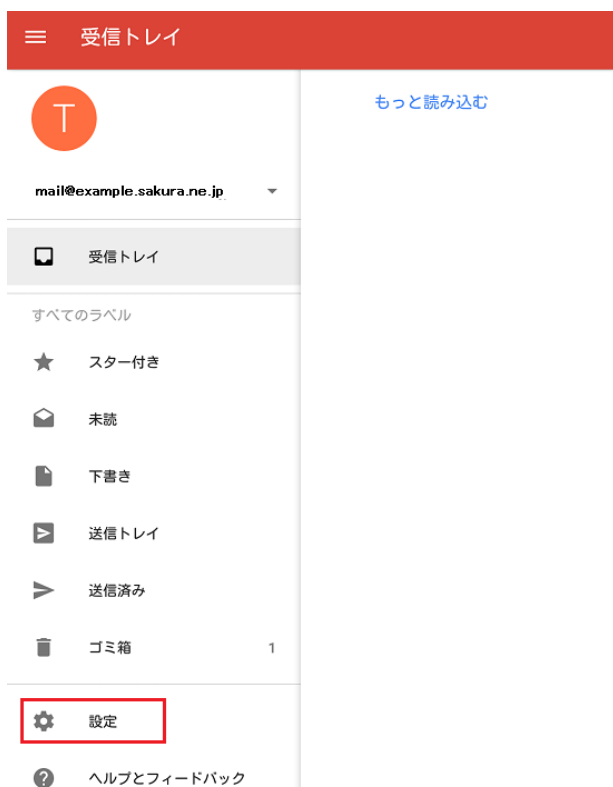 受信トレイ
T
もっと読み込む
mail@example.sakura.ne.jp
受信トレイ
すべてのラベル
スター付き
未読
下書き
送信トレイ
送信済み
ゴミ箱 1
設定
ヘルプとフィードバック